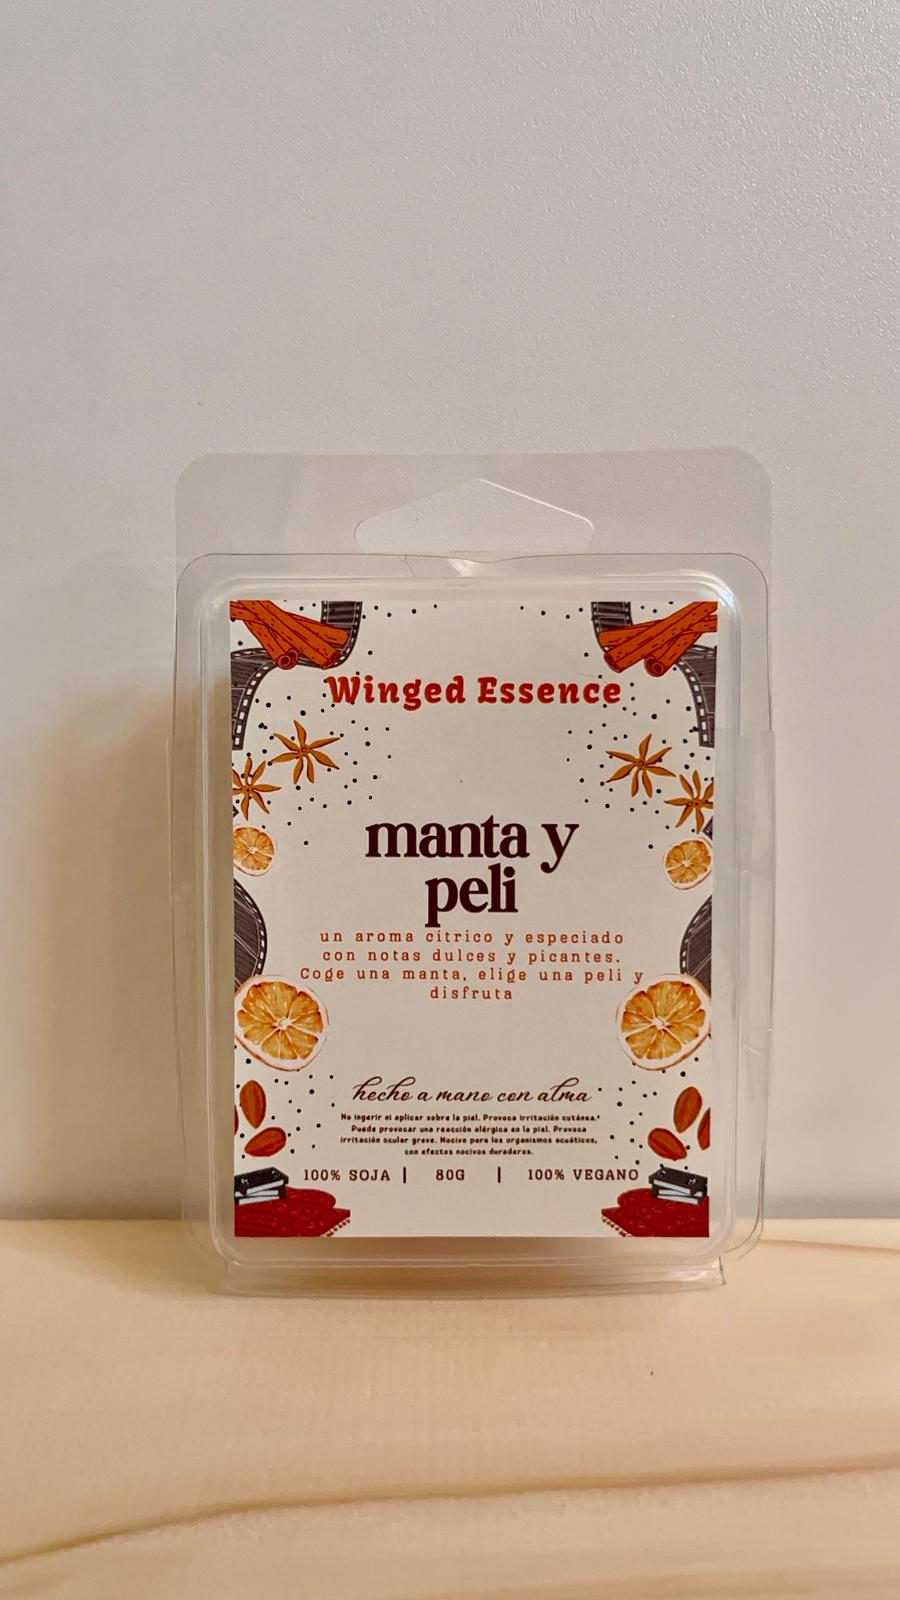 Winged Essence
manta y
peli
un aroma cítrico y especiado
con notas dulces y picantes.
Coge una manta, elige una peli y
disfruta
hecho a mano con alma
No ingerir ni aplicar sobre la piel. Provoca irritación cutánea.*
Puede provocar una reacción alérgica en la piel. Provoca
irritación ocular grave. Nocivo para los organismos acuáticos,
con efectos nocivos duraderos.
100% SOJA | 80G | 100% VEGANO